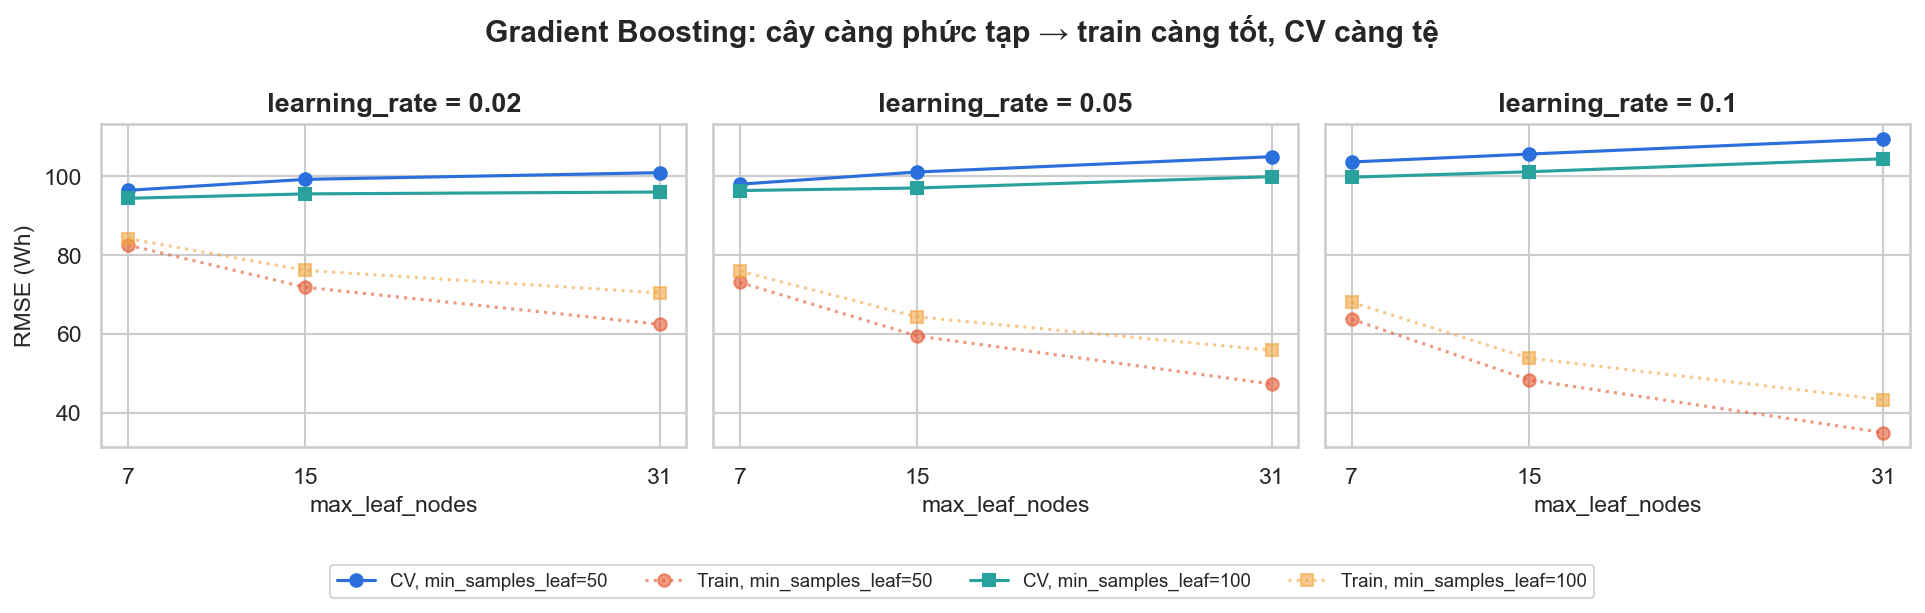 Gradient Boosting: cây càng phức tạp → train càng tốt, CV càng tệ
learning_rate = 0.02
learning_rate = 0.05
learning_rate = 0.1
RMSE (Wh)
100
80
60
40
7 15 31
7 15 31
7 15 31
max_leaf_nodes
max_leaf_nodes
max_leaf_nodes
CV, min_samples_leaf=50 Train, min_samples_leaf=50 CV, min_samples_leaf=100 Train, min_samples_leaf=100